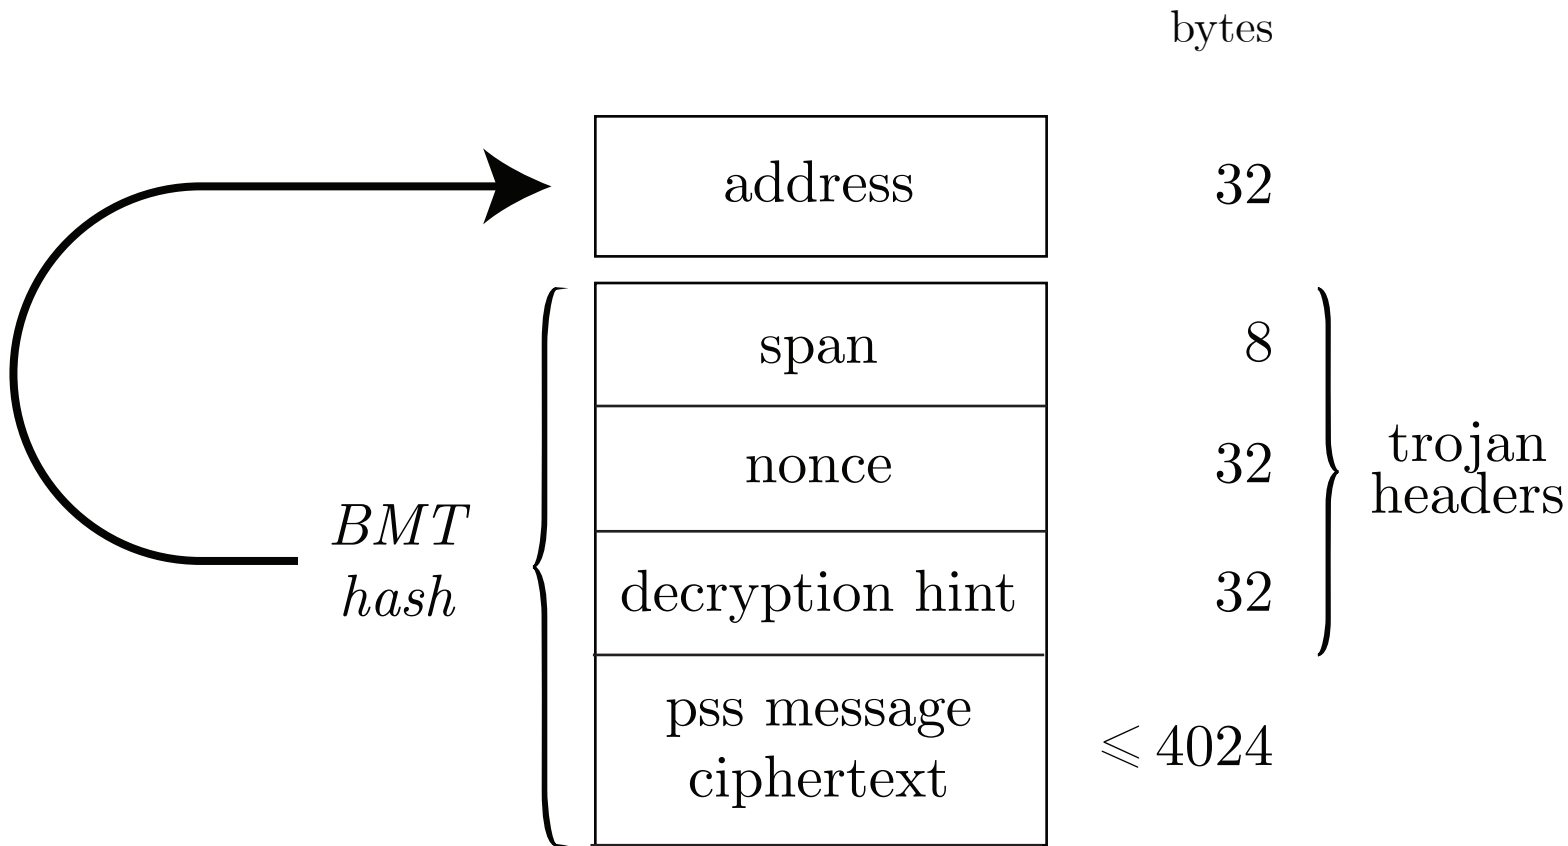 bytes
address 32
span 8
nonce 32
trojan
headers
BMT
hash
decryption hint 32
pss message
ciphertext
⩽ 4024